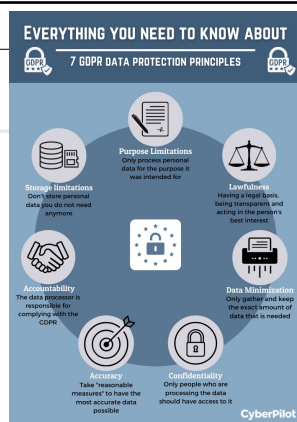 EVERYTHING YOU NEED TO KNOW ABOUT
GDPR
7 GDPR DATA PROTECTION PRINCIPLES
GDPR
Purpose Limitations
Only process personal
data for the purpose it
was intended for
Storage limitations
Don't store personal
data you do not need
anymore
Lawfulness
Having a legal basis,
being transparent and
acting in the person's
best interest
Accountability
The data processor is
responsible for
complying with the
GDPR
Data Minimization
Only gather and keep
the exact amount of
data that is needed
Accuracy
Take "reasonable
measures" to have the
most accurate data
possible
Confidentiality
Only people who are
processing the data
should have access to it
CyberPilot